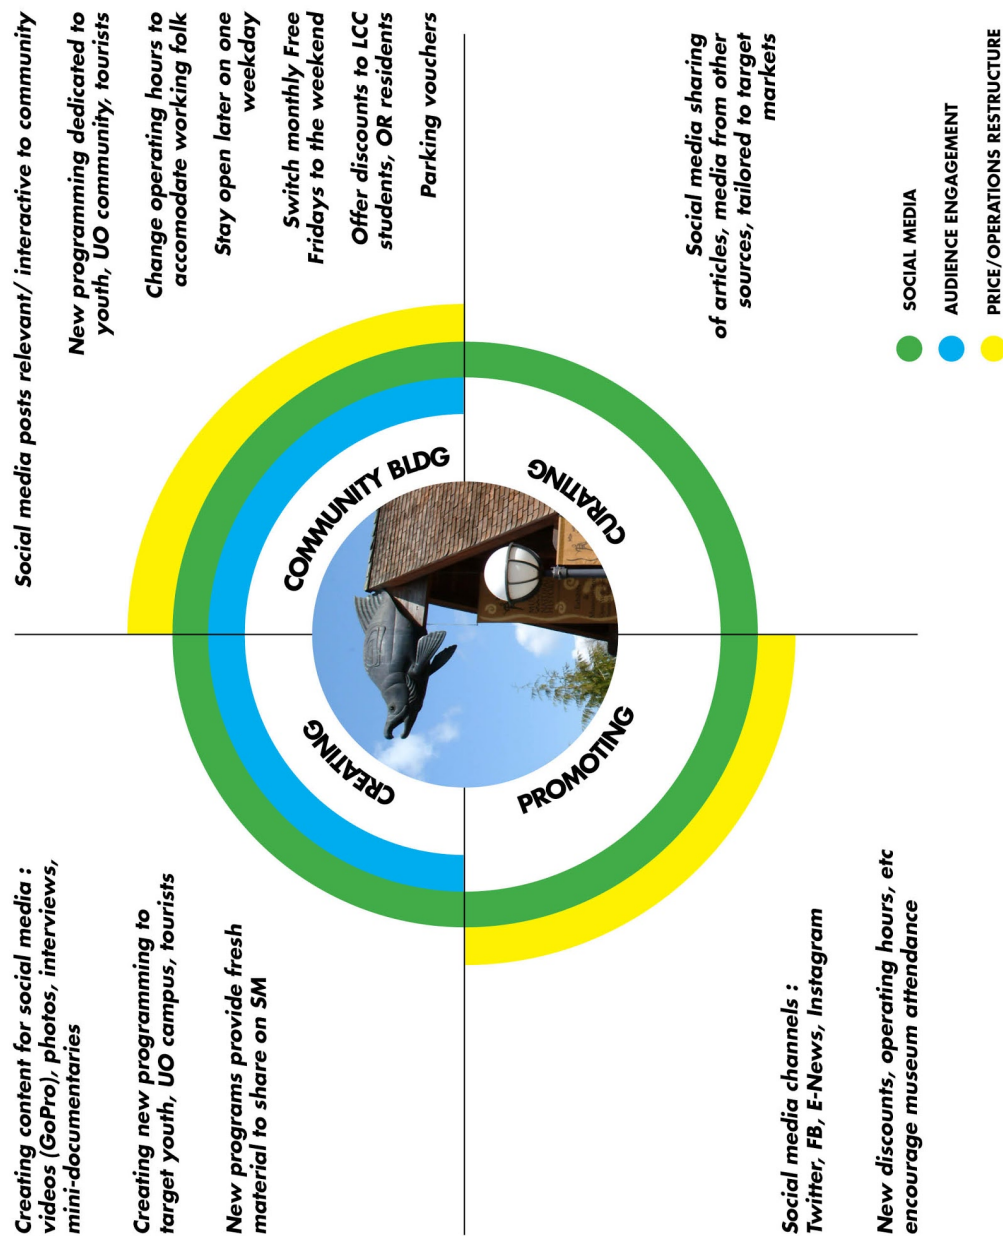 Creating content for social media :
videos (GoPro), photos, interviews,
mini-documentaries
Creating new programming to
target youth, UO campus, tourists
New programs provide fresh
material to share on SM
Social media posts relevant/ interactive to community
New programming dedicated to
youth, UO community, tourists
Change operating hours to
accomodate working folk
Stay open later on one
weekday
Switch monthly Free
Fridays to the weekend
Offer discounts to LCC
students, OR residents
Parking vouchers
CREATING
COMMUNITY BLDG
PROMOTING
CURATING
Social media channels :
Twitter, FB, E-News, Instagram
New discounts, operating hours, etc
encourage museum attendance
Social media sharing
of articles, media from other
sources, tailored to target
markets
SOCIAL MEDIA
AUDIENCE ENGAGEMENT
PRICE/OPERATIONS RESTRUCTURE